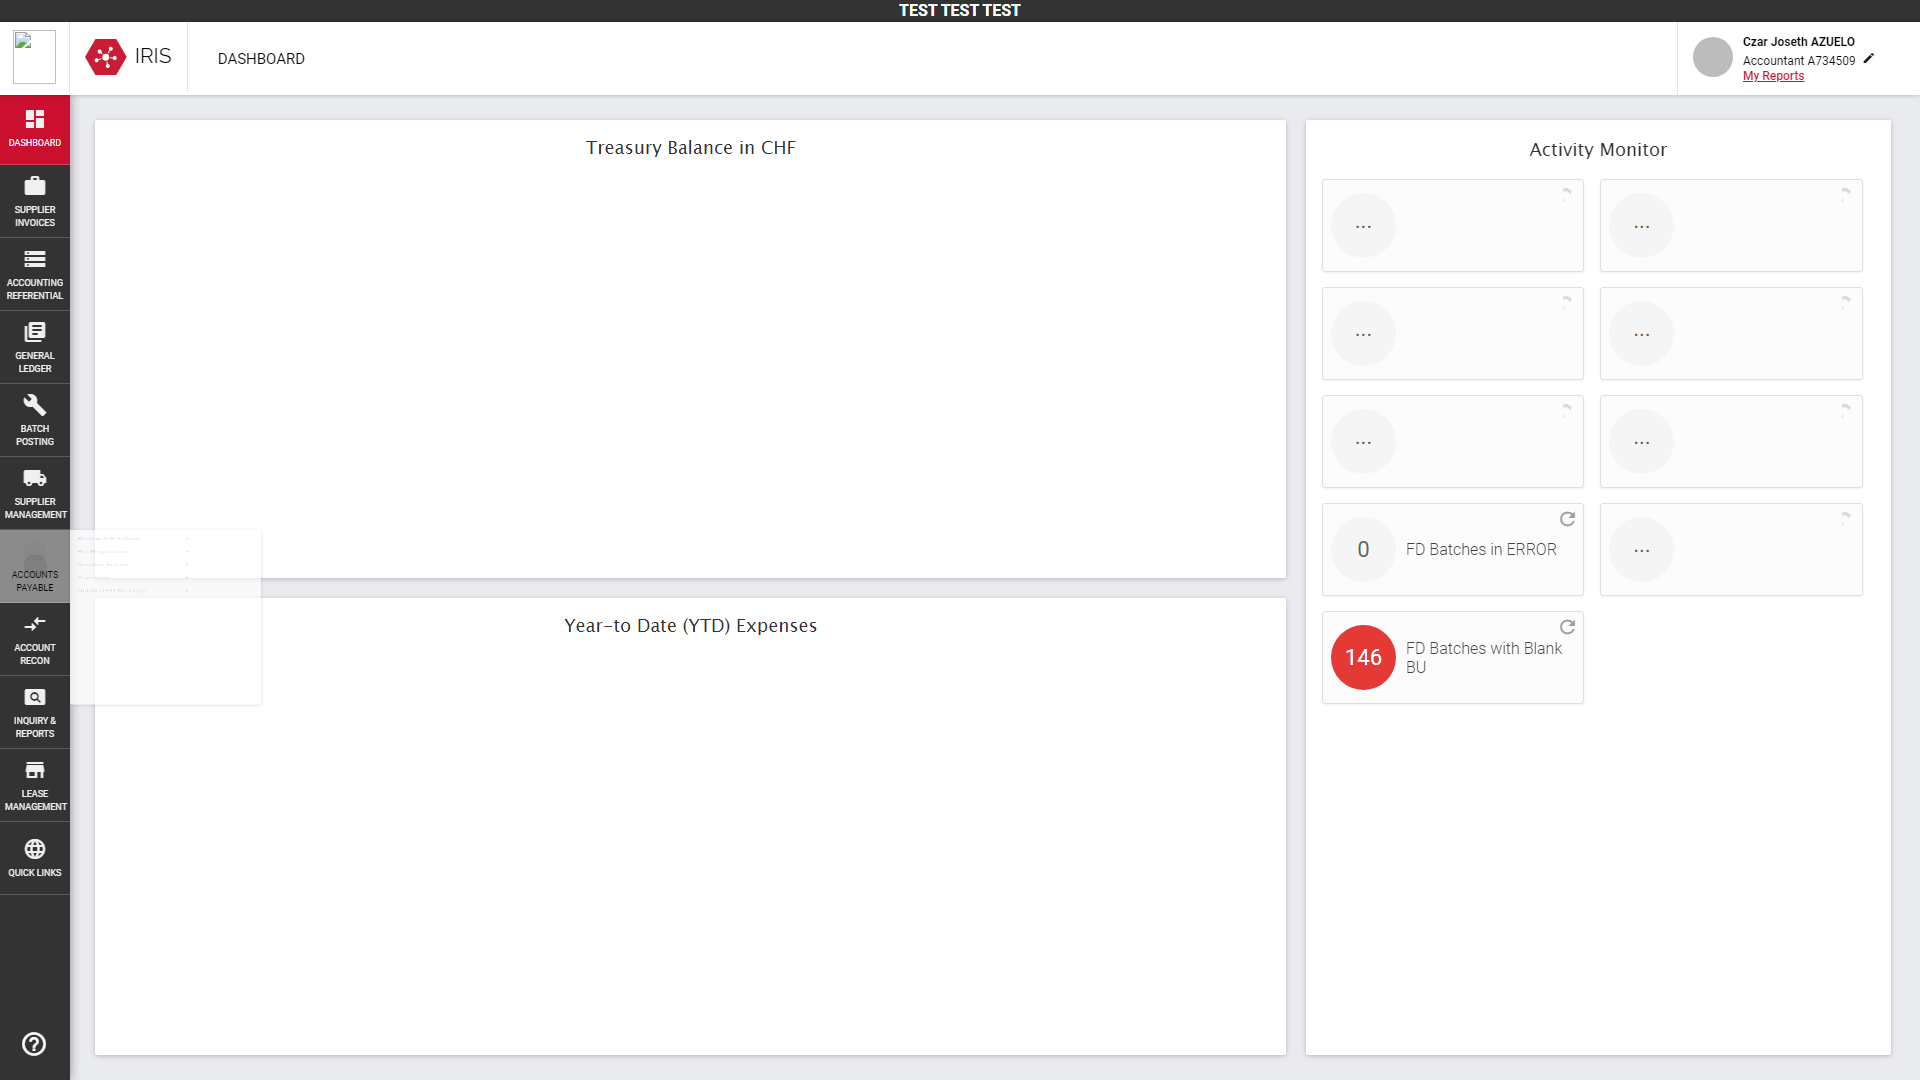 TEST TEST TEST
IRIS
DASHBOARD
Czar Joseth AZUELO
Accountant A734509
My Reports
DASHBOARD
SUPPLIER
INVOICES
ACCOUNTING
REFERENTIAL
GENERAL
LEDGER
BATCH
POSTING
SUPPLIER
MANAGEMENT
ACCOUNTS
PAYABLE
ACCOUNT
RECON
INQUIRY &
REPORTS
LEASE
MANAGEMENT
QUICK LINKS
Treasury Balance in CHF
Year-to Date (YTD) Expenses
Activity Monitor
...
...
...
...
...
...
0
FD Batches in ERROR
...
146
FD Batches with Blank
BU